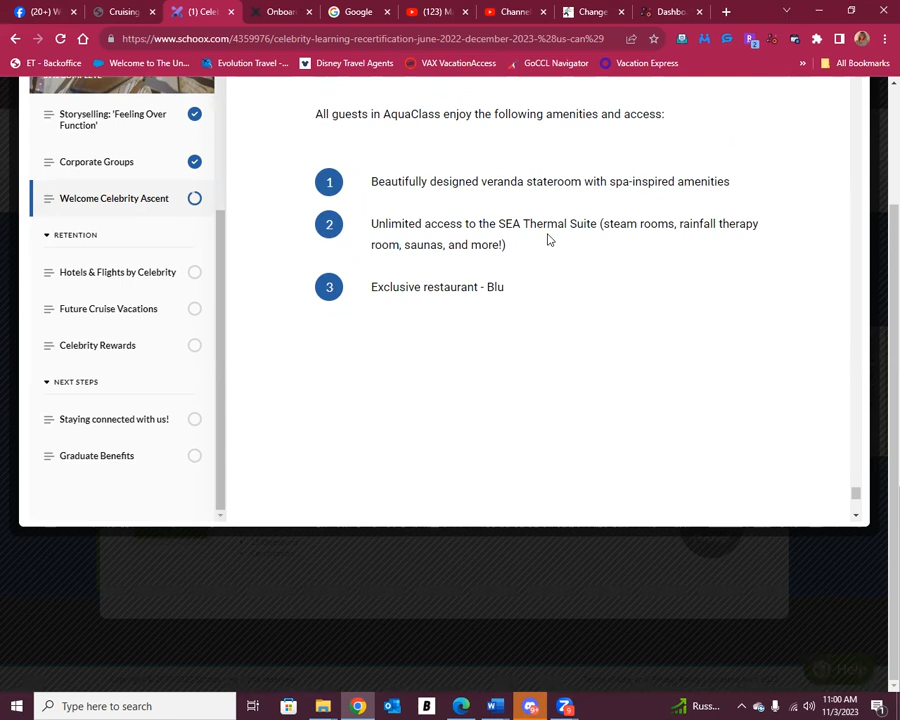 (20+) W
Cruising
(1) Cele
Onboar
Google
(123) M
Channel
Change
Dashbo
https://www.schoox.com/4359976/celebrity-learning-recertification-june-2022-december-2023-%28us-can%29
ET - Backoffice
Welcome to The Un...
Evolution Travel -...
Disney Travel Agents
VAX VacationAccess
GoCCL Navigator
Vacation Express
»
All Bookmarks
Storyselling: 'Feeling Over
Function'
Corporate Groups
Welcome Celebrity Ascent
RETENTION
Hotels & Flights by Celebrity
Future Cruise Vacations
Celebrity Rewards
NEXT STEPS
Staying connected with us!
Graduate Benefits
All guests in AquaClass enjoy the following amenities and access:
1 Beautifully designed veranda stateroom with spa-inspired amenities
2 Unlimited access to the SEA Thermal Suite (steam rooms, rainfall therapy
room, saunas, and more!)
3 Exclusive restaurant - Blu
Help
Type here to search
Russ...
11:00 AM
11/3/2023